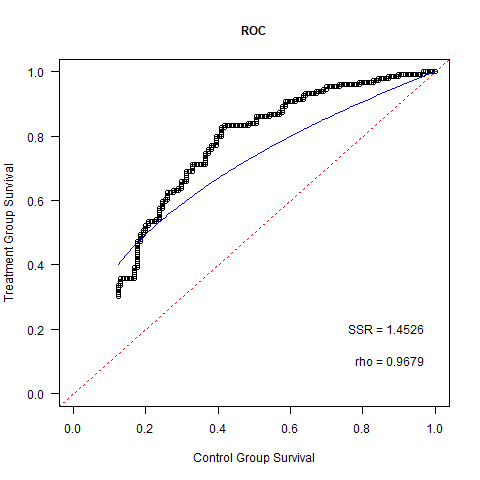 ROC
Treatment Group Survival
1.0
0.8
0.6
0.4
0.2
0.0
SSR = 1.4526
rho = 0.9679
0.0 0.2 0.4 0.6 0.8 1.0
Control Group Survival